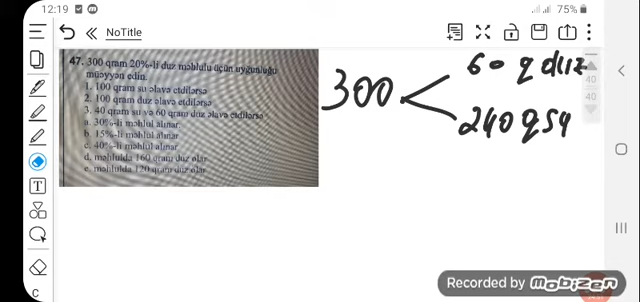 12:19
75%
NoTitle
47. 300 qram 20%-li duz məhlulu üçün uyğunluğu
müəyyən edin.
1. 100 qram su əlavə etdilərsə
2. 100 qram duz əlavə etdilərsə
3. 40 qram su və 60 qram duz əlavə etdilərsə
a. 30%-li məhlul alınar.
b. 15%-li məhlul alınar
c. 40%-li məhlul alınar
d. məhlulda 160 qram duz olar
e. məhlulda 120 qram duz olar
300
60 q duz
240 q su
40
40
T
C
Recorded by
mobizen